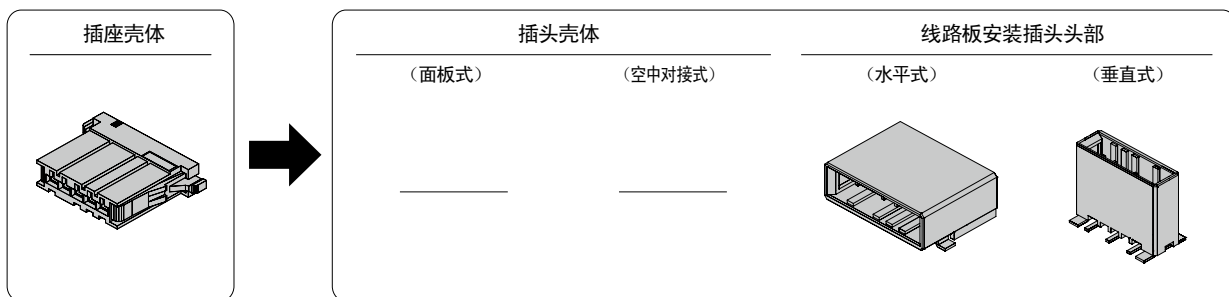 插座壳体
插头壳体
线路板安装插头头部
（面板式）
（空中对接式）
（水平式）
（垂直式）